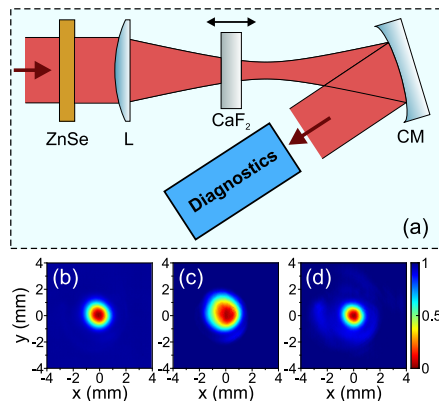 ZnSe
L
CaF₂
CM
Diagnostics
(a)
(b)
(c)
(d)
4
2
0
-2
-4
y (mm)
-4 -2 0 2 4
-4 -2 0 2 4
-4 -2 0 2 4
x (mm)
x (mm)
x (mm)
1
0.5
0